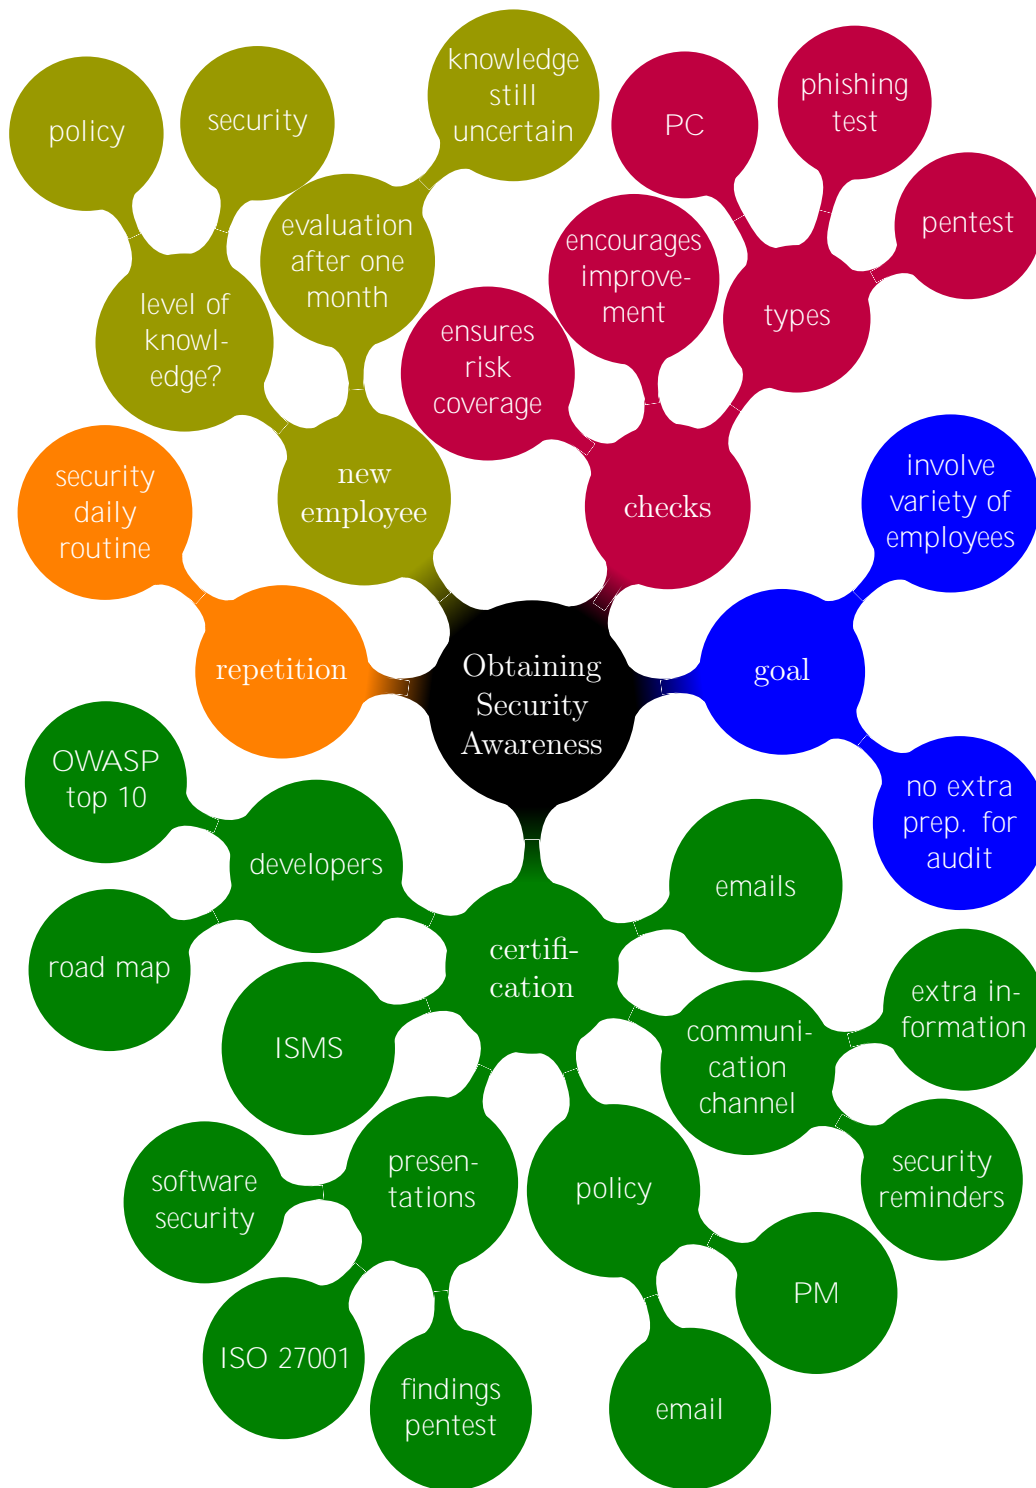 knowledge
still
uncertain
policy
security
PC
phishing
test
evaluation
after one
month
encourages
improve-
ment
pentest
level of
knowl-
edge?
ensures
risk
coverage
types
security
daily
routine
new
employee
checks
involve
variety of
employees
repetition
Obtaining
Security
Awareness
goal
OWASP
top 10
developers
no extra
prep. for
audit
emails
road map
certifi-
cation
extra in-
formation
ISMS
communi-
cation
channel
software
security
presen-
tations
policy
security
reminders
PM
ISO 27001
findings
pentest
email